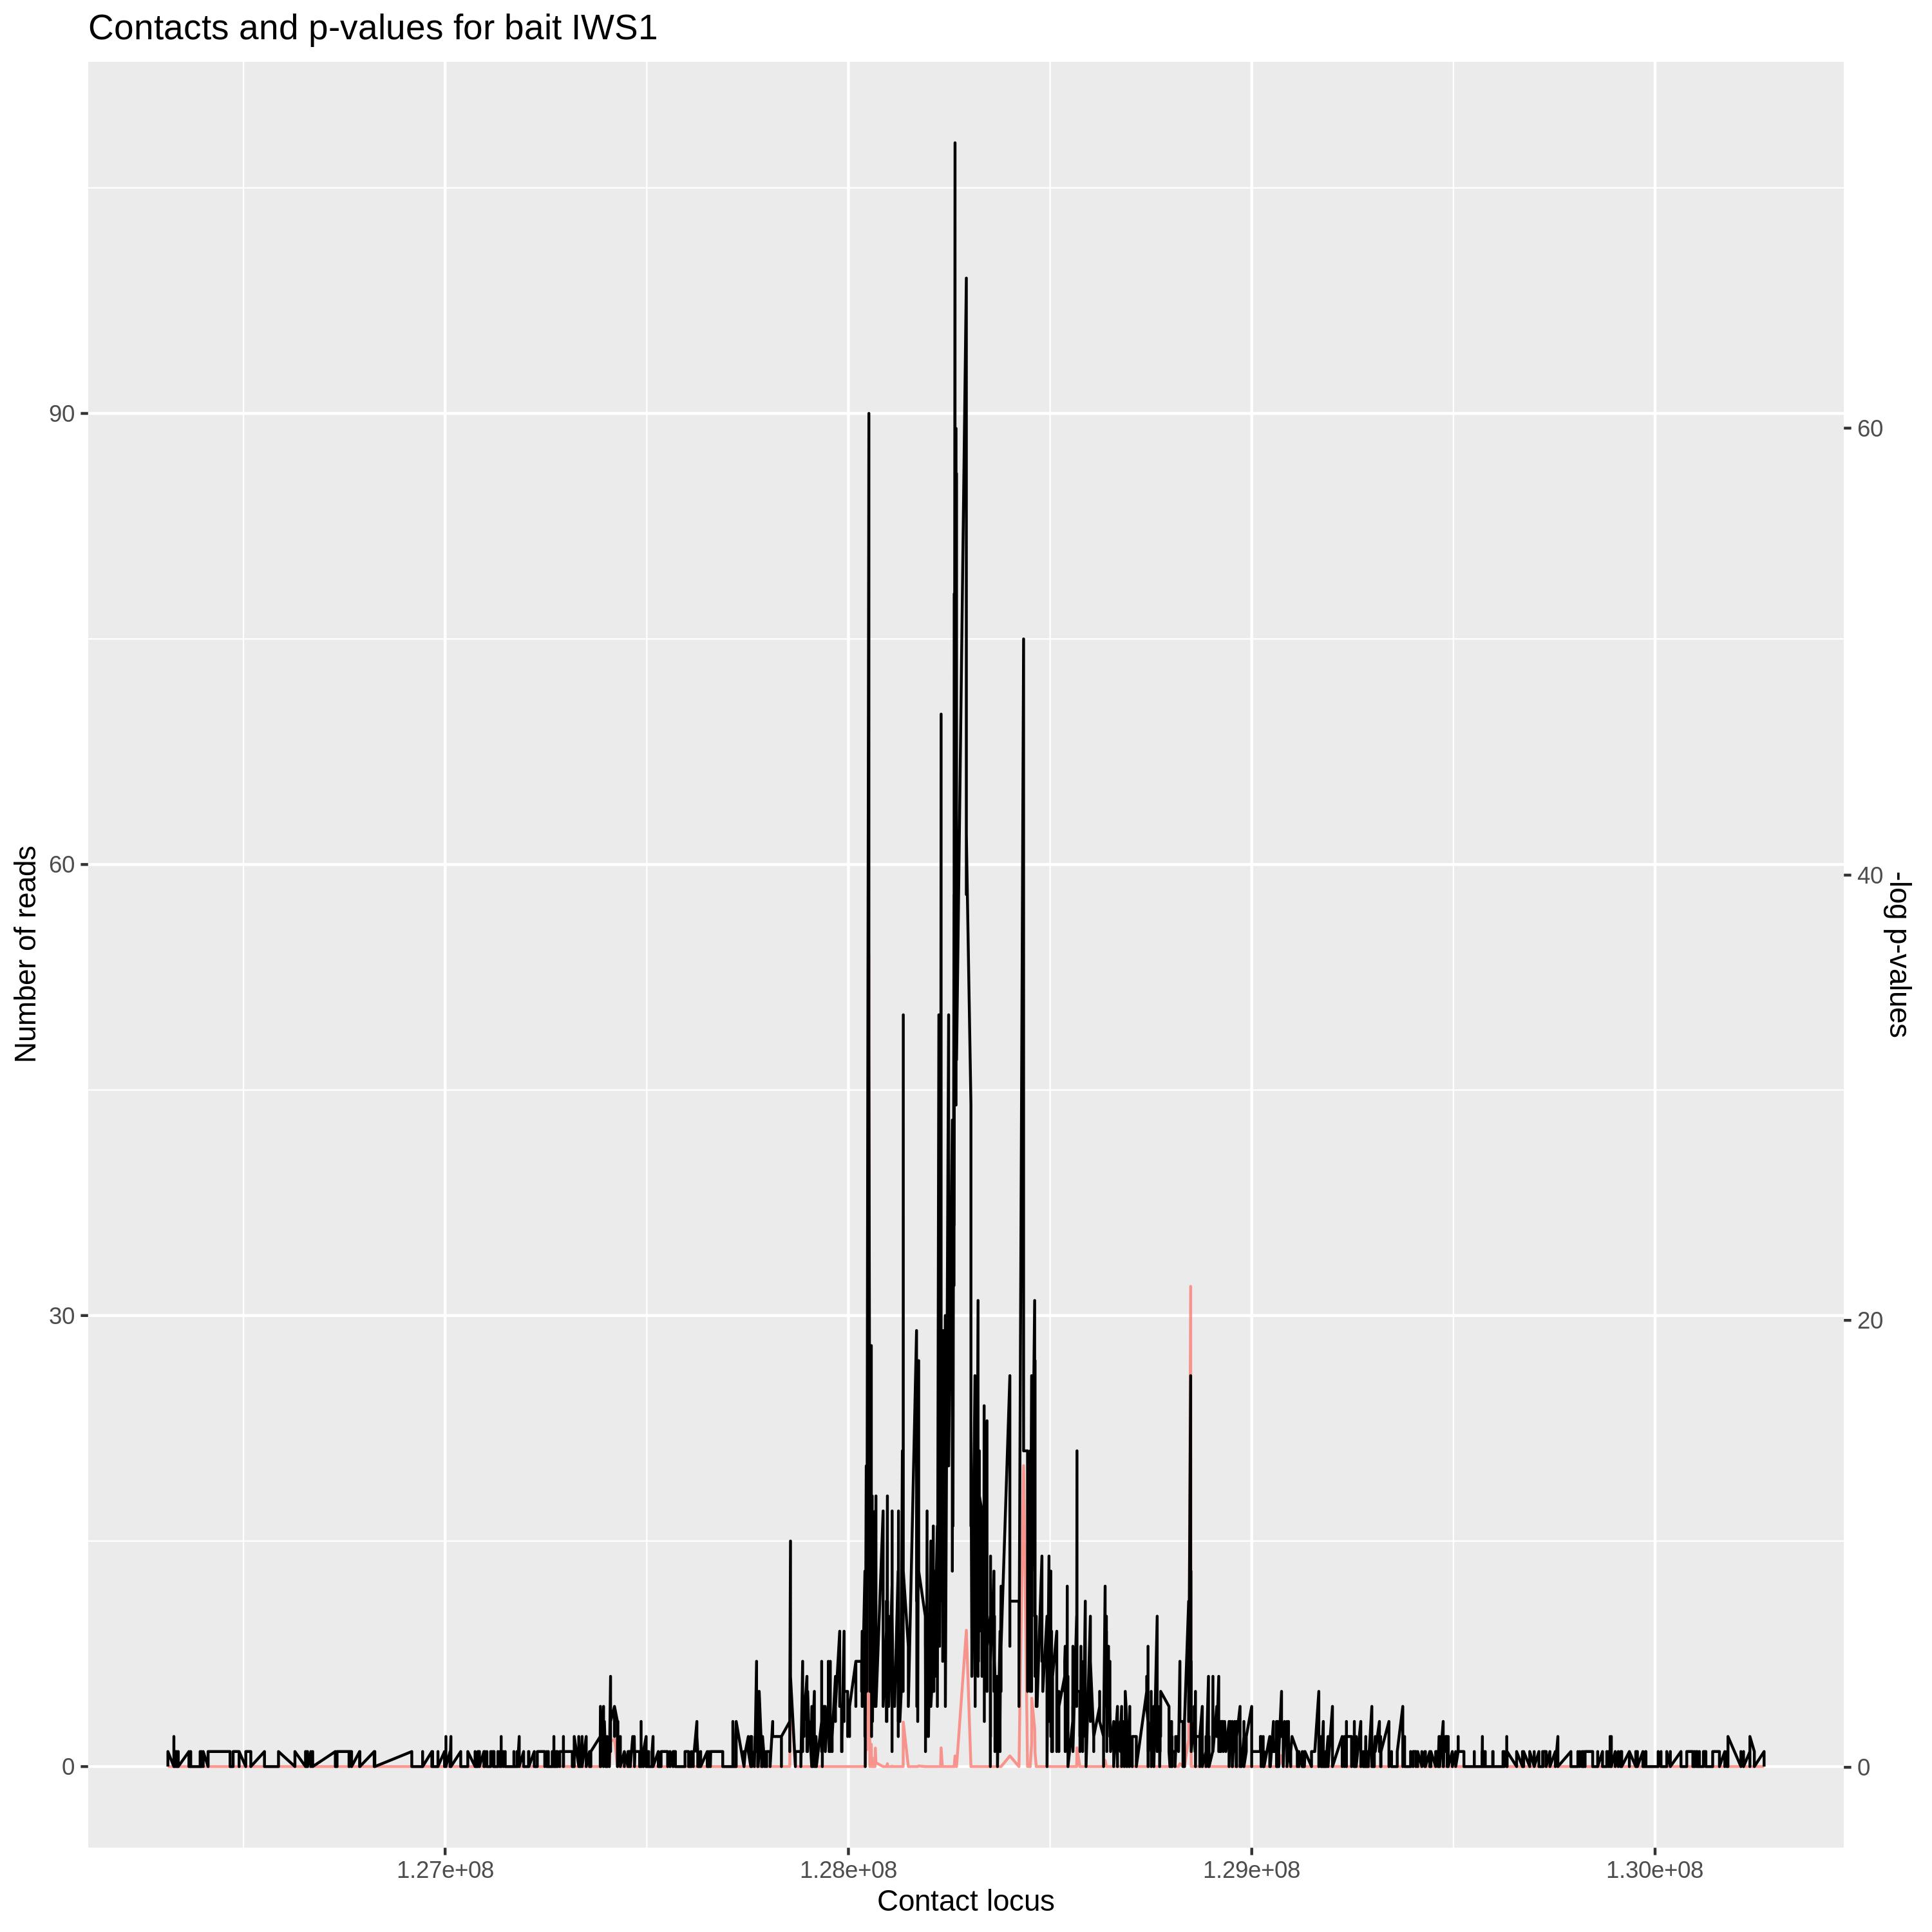 Contacts and p-values for bait IWS1
90
60
30
0
Number of reads
60
40
20
0
-log p-values
1.27e+08 1.28e+08 1.29e+08 1.30e+08
Contact locus